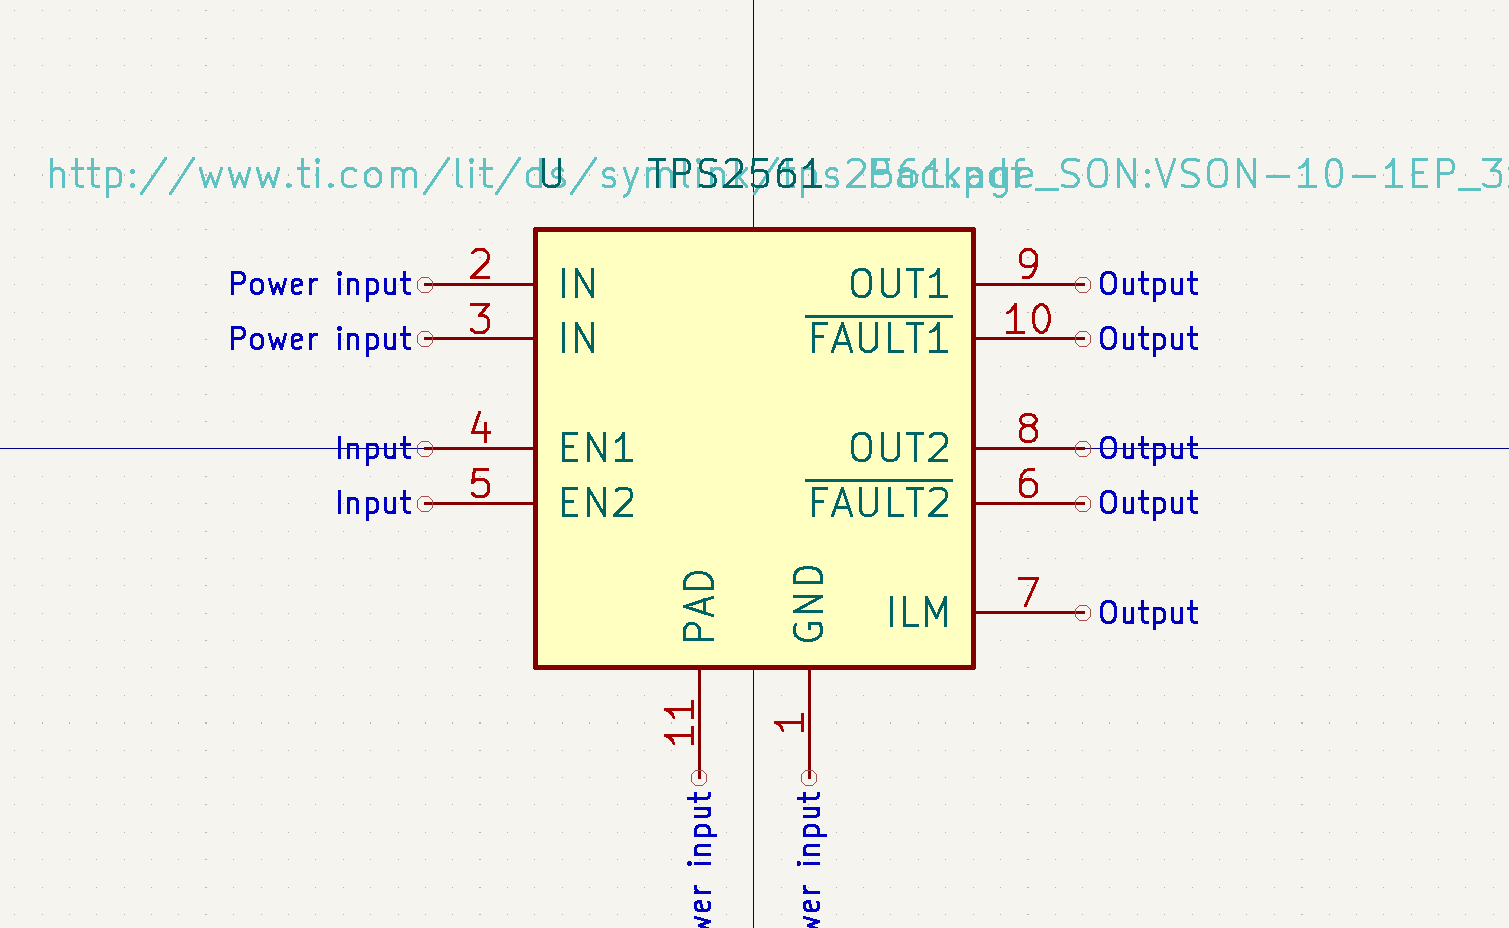 http://www.ti.com/lit/ds/symlink/tps2561.pdf
U TPS2561
Package_SON:VSON-10-1EP_3
Power input 2 IN OUT1 9 Output
Power input 3 IN FAULT1 10 Output
Input 4 EN1 OUT2 8 Output
Input 5 EN2 FAULT2 6 Output
PAD GND ILM 7 Output
11 1
wer input wer input